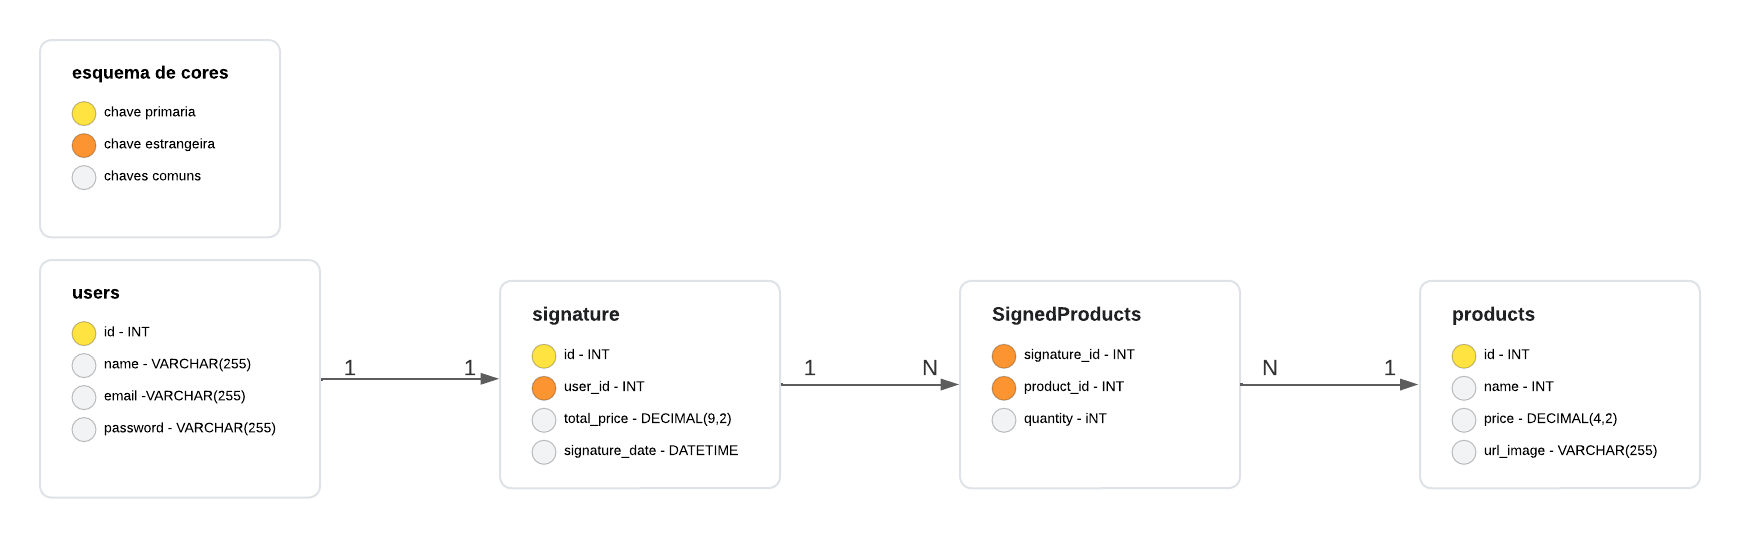 esquema de cores
chave primaria
chave estrangeira
chaves comuns
users
id - INT
name - VARCHAR(255)
email -VARCHAR(255)
password - VARCHAR(255)
1
1
signature
id - INT
user_id - INT
total_price - DECIMAL(9,2)
signature_date - DATETIME
1
N
SignedProducts
signature_id - INT
product_id - INT
quantity - iNT
N
1
products
id - INT
name - INT
price - DECIMAL(4,2)
url_image - VARCHAR(255)